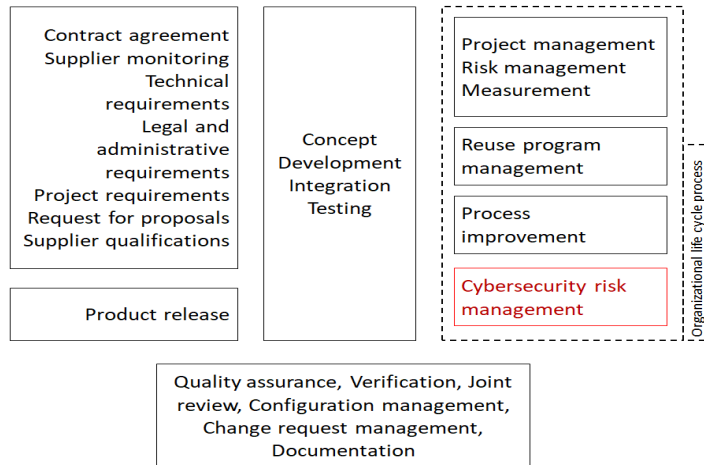 Contract agreement
Supplier monitoring
Technical
requirements
Legal and
administrative
requirements
Project requirements
Request for proposals
Supplier qualifications
Product release
Concept
Development
Integration
Testing
Project management
Risk management
Measurement
Reuse program
management
Process
improvement
Cybersecurity risk
management
Organizational life cycle process
Quality assurance, Verification, Joint
review, Configuration management,
Change request management,
Documentation